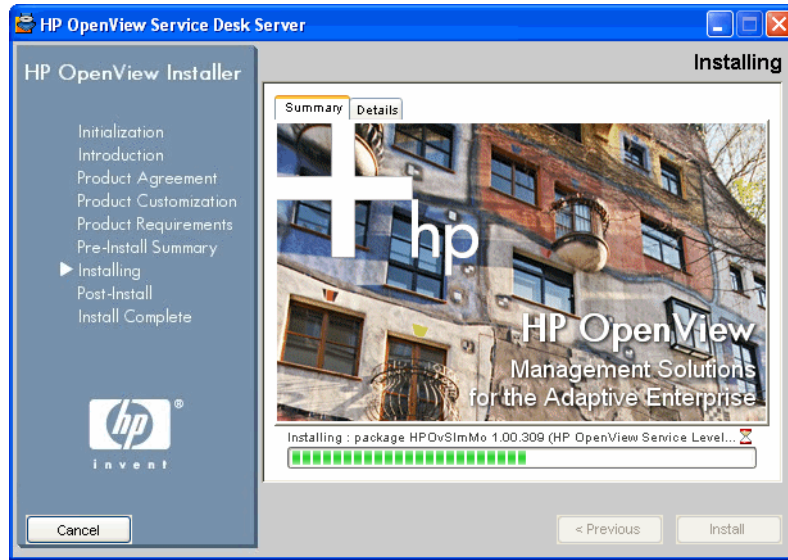 HP OpenView Service Desk Server
HP OpenView Installer
Initialization
Introduction
Product Agreement
Product Customization
Product Requirements
Pre-Install Summary
Installing
Post-Install
Install Complete
hp
®
invent
Cancel
Installing
Summary
Details
hp
HP OpenView
Management Solutions
for the Adaptive Enterprise
Installing : package HPOvSlmMo 1.00.309 (HP OpenView Service Level...
< Previous
Install